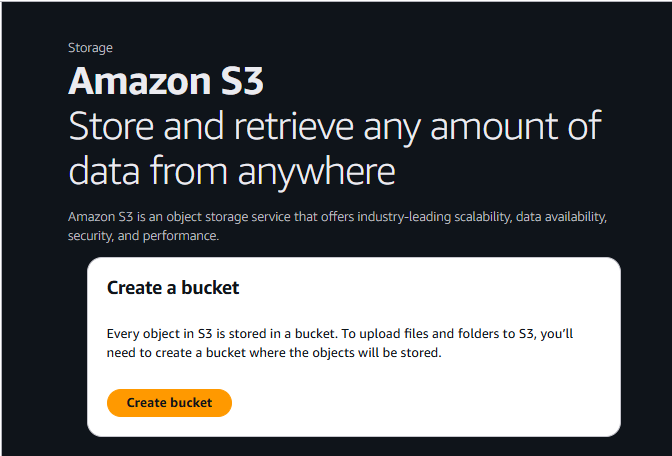 Storage
Amazon S3
Store and retrieve any amount of
data from anywhere
Amazon S3 is an object storage service that offers industry-leading scalability, data availability,
security, and performance.
Create a bucket
Every object in S3 is stored in a bucket. To upload files and folders to S3, you’ll
need to create a bucket where the objects will be stored.
Create bucket